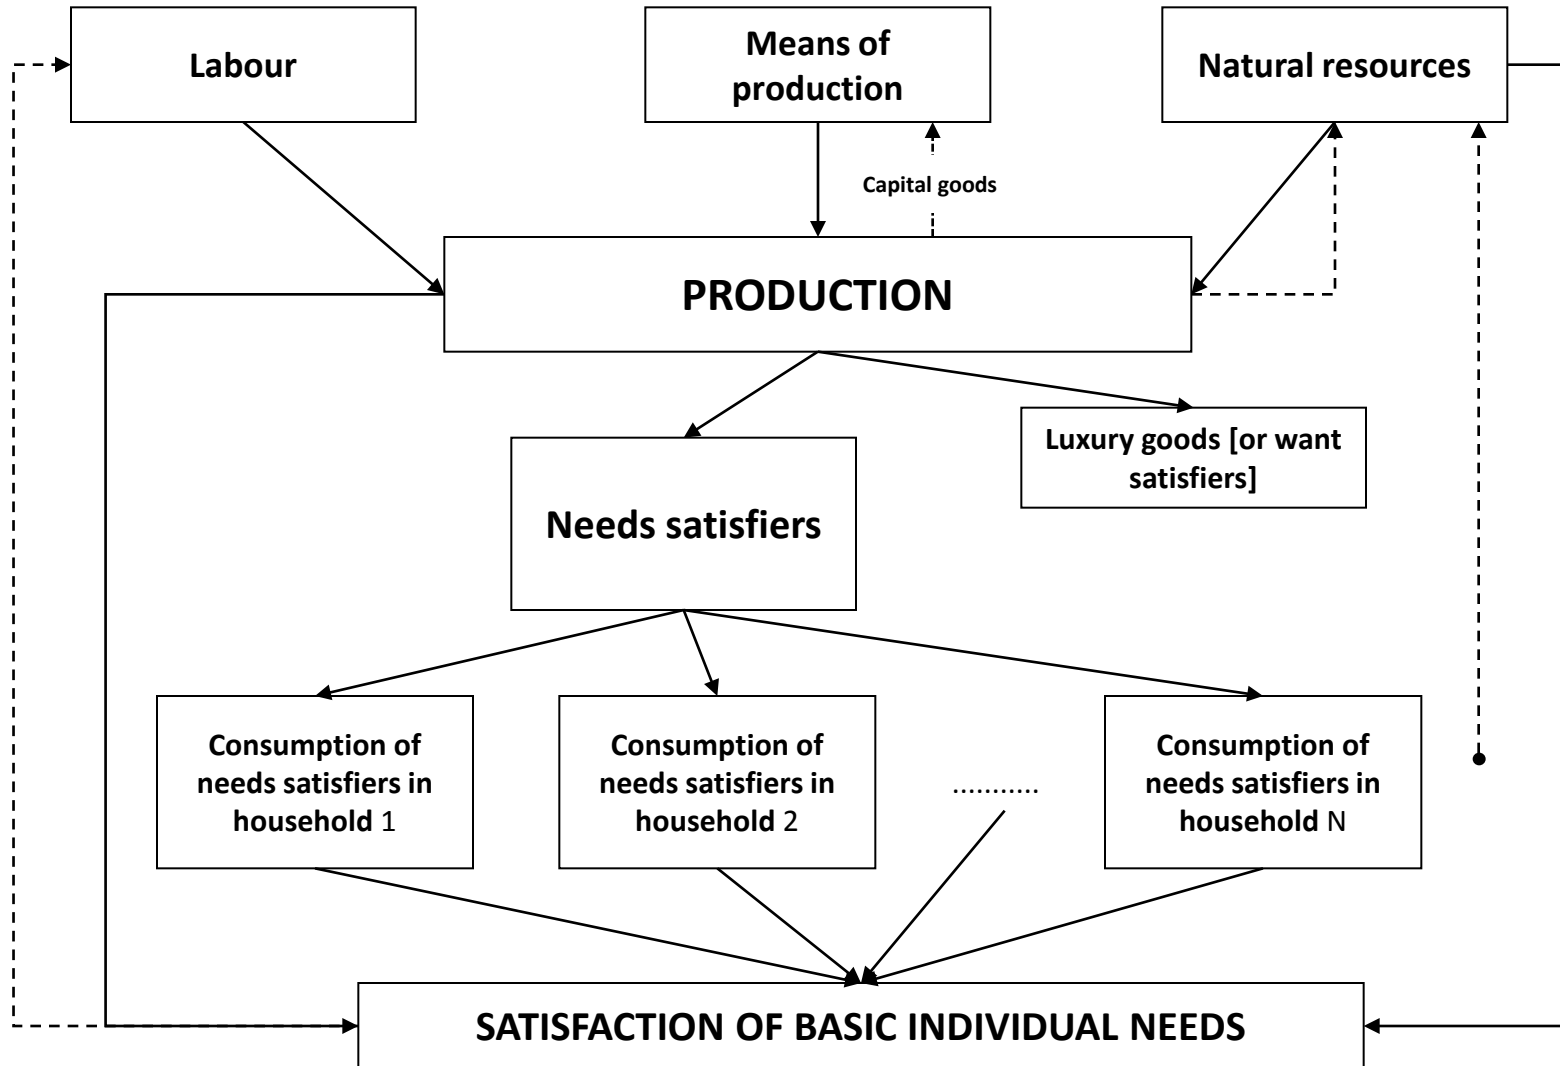 Labour
Means of
production
Natural resources
Capital goods
PRODUCTION
Luxury goods [or want
satisfiers]
Needs satisfiers
Consumption of
needs satisfiers in
household 1
Consumption of
needs satisfiers in
household 2
...........
Consumption of
needs satisfiers in
household N
SATISFACTION OF BASIC INDIVIDUAL NEEDS